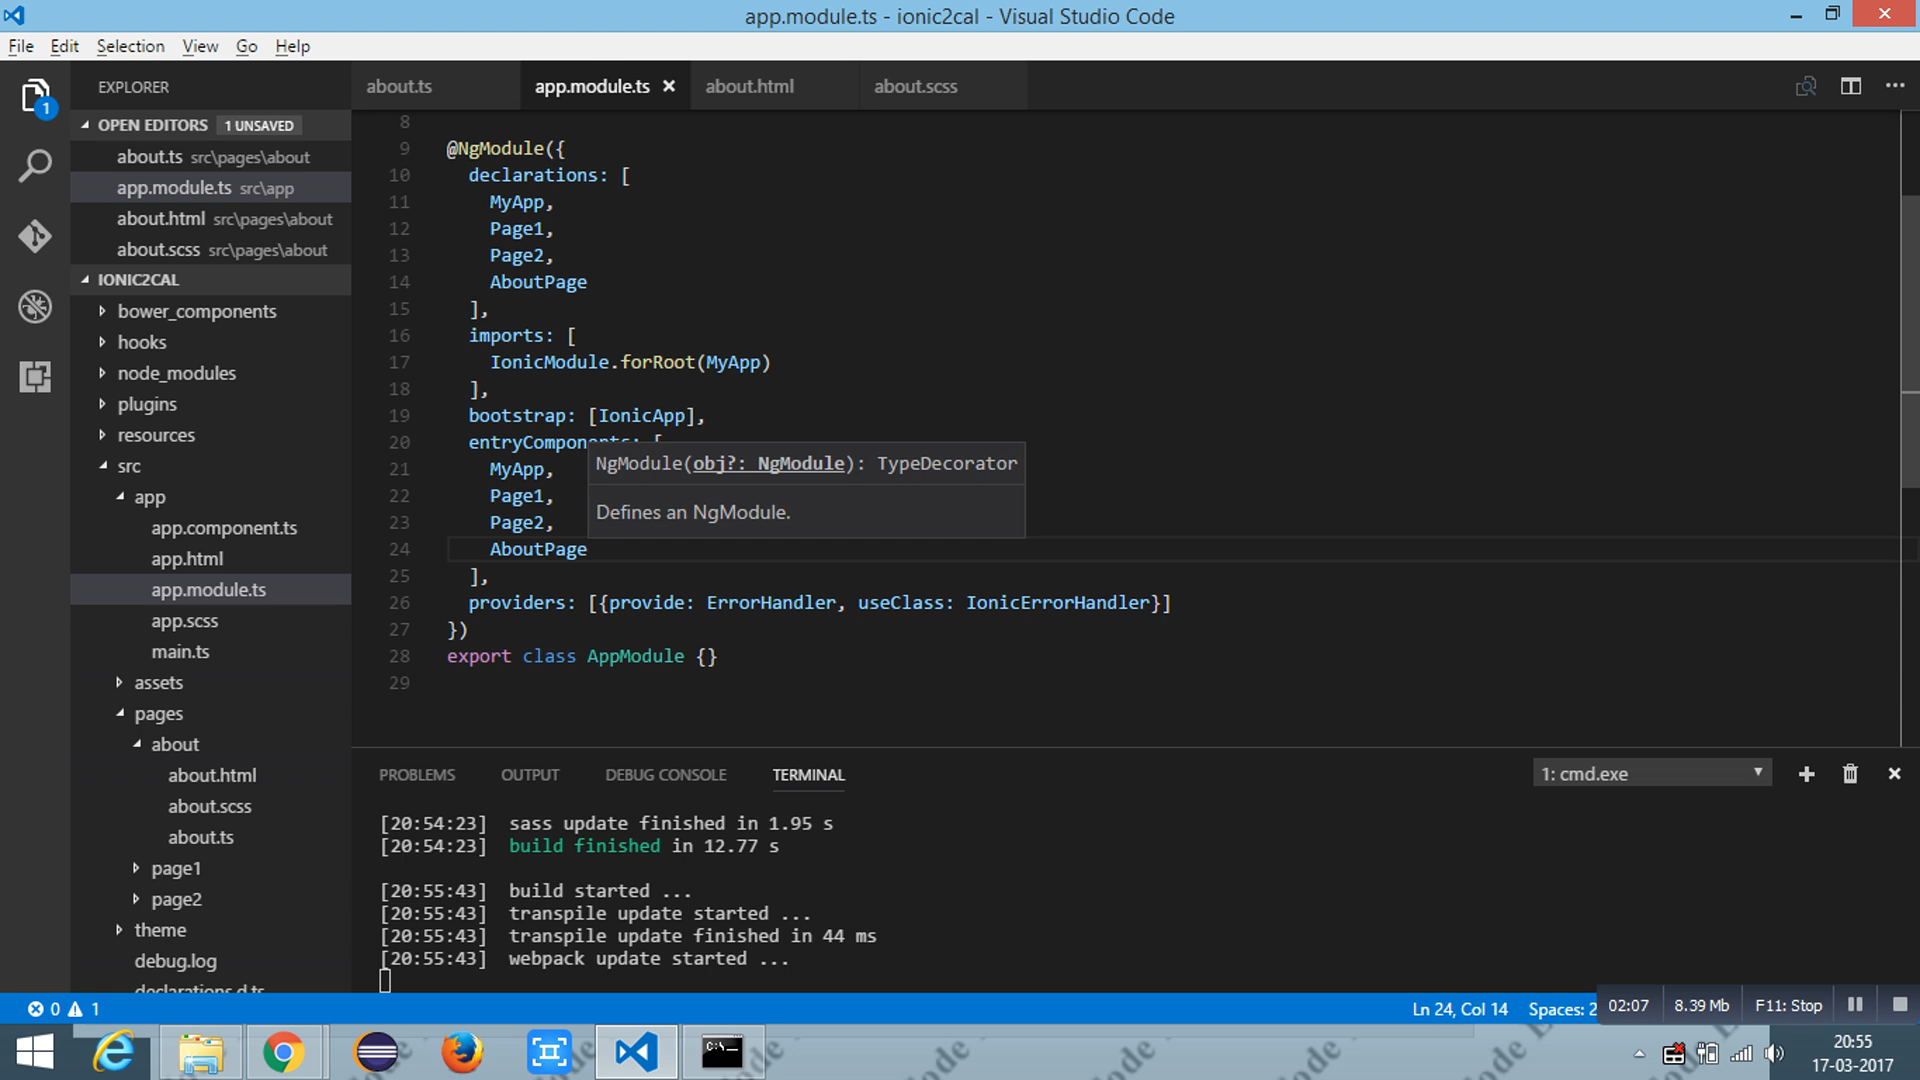 app.module.ts - ionic2cal - Visual Studio Code
File Edit Selection View Go Help
EXPLORER
about.ts app.module.ts about.html about.scss
1
OPEN EDITORS 1 UNSAVED
about.ts src\pages\about
app.module.ts src\app
about.html src\pages\about
about.scss src\pages\about
IONIC2CAL
bower_components
hooks
node_modules
plugins
resources
src
app
app.component.ts
app.html
app.module.ts
app.scss
main.ts
assets
pages
about
about.html
about.scss
about.ts
page1
page2
theme
debug.log
declarations.d.ts
8
9 @NgModule({
10 declarations: [
11 MyApp,
12 Page1,
13 Page2,
14 AboutPage
15 ],
16 imports: [
17 IonicModule.forRoot(MyApp)
18 ],
19 bootstrap: [IonicApp],
20 entryComponents: [
21 MyApp,
22 Page1,
23 Page2,
24 AboutPage
25 ],
26 providers: [{provide: ErrorHandler, useClass: IonicErrorHandler}]
27 })
28 export class AppModule {}
29
NgModule(obj?: NgModule): TypeDecorator
Defines an NgModule.
PROBLEMS OUTPUT DEBUG CONSOLE TERMINAL
1: cmd.exe
[20:54:23] sass update finished in 1.95 s
[20:54:23] build finished in 12.77 s
[20:55:43] build started ...
[20:55:43] transpile update started ...
[20:55:43] transpile update finished in 44 ms
[20:55:43] webpack update started ...
0 1
Ln 24, Col 14 Spaces: 2
02:07 8.39 Mb F11: Stop
C:\
20:55
17-03-2017